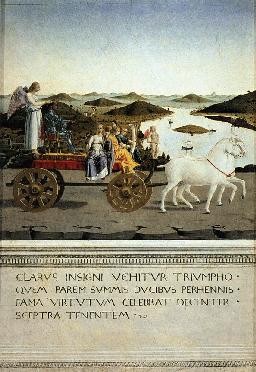 CLARVS INSIGNI VEHITVR TRIVMPHO ·
QVEM PAREM SVMMIS DVCIBVS PERHENNIS ·
FAMA VIRTVTVM CELEBRAT DECENTER ·
SCEPTRA TENENTEM